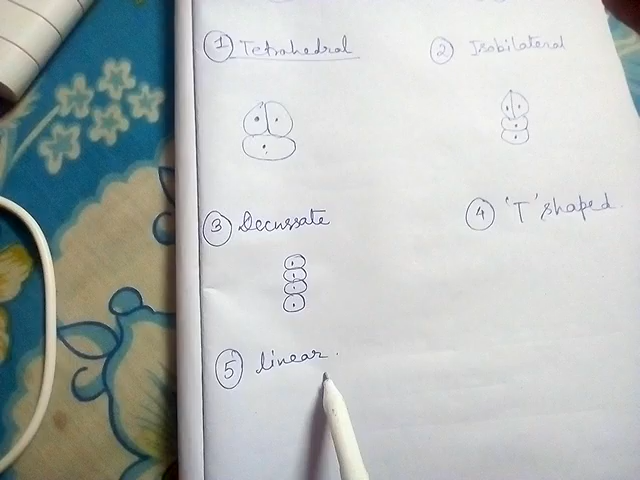 1 Tetrahedral
2 Isobilateral
3 Decussate
4 'T' shaped.
5 linear.